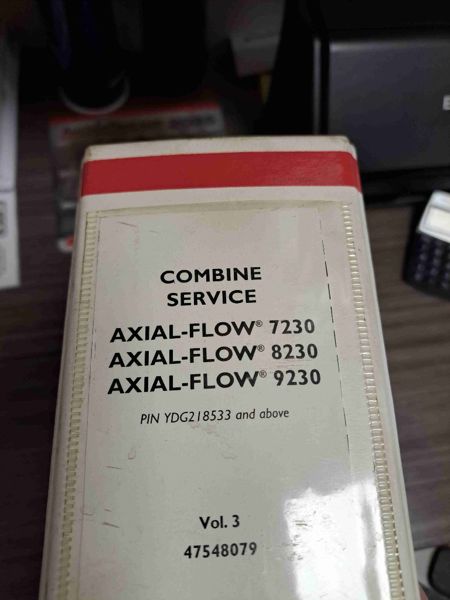 COMBINE
SERVICE
AXIAL-FLOW® 7230
AXIAL-FLOW® 8230
AXIAL-FLOW® 9230
PIN YDG218533 and above
Vol. 3
47548079